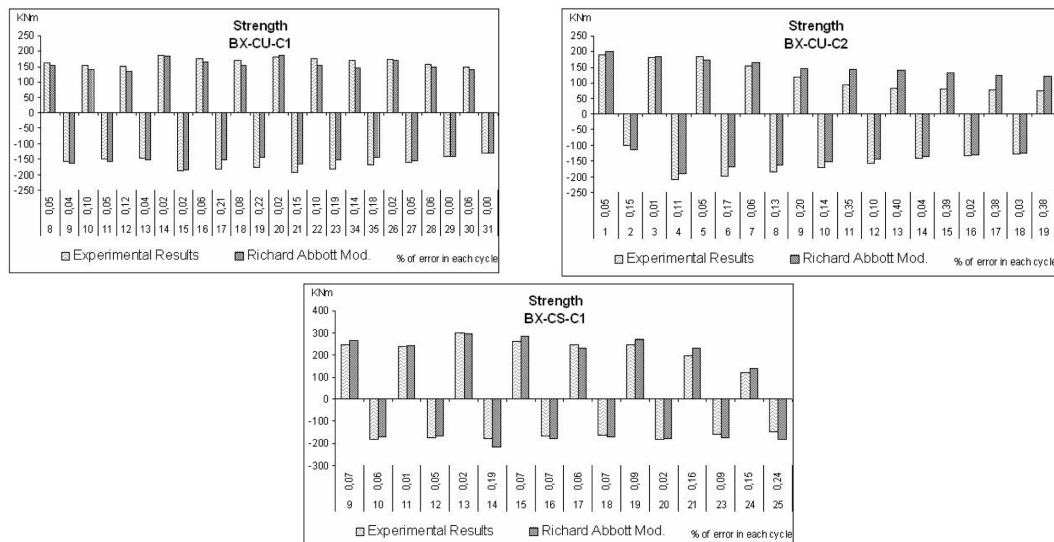 KNm
Strength
BX-CU-C1
250
200
150
100
50
0
-50
-100
-150
-200
-250
0,05 0,04 0,10 0,05 0,12 0,04 0,02 0,02 0,06 0,21 0,08 0,22 0,02 0,15 0,10 0,19 0,14 0,18 0,02 0,05 0,06 0,00 0,06 0,00
8 9 10 11 12 13 14 15 16 17 18 19 20 21 22 23 34 35 26 27 28 29 30 31
Experimental Results Richard Abbott Mod. % of error in each cycle
KNm
Strength
BX-CU-C2
250
200
150
100
50
0
-50
-100
-150
-200
-250
0,05 0,15 0,01 0,11 0,05 0,17 0,06 0,13 0,20 0,14 0,35 0,10 0,40 0,04 0,39 0,02 0,38 0,03 0,38
1 2 3 4 5 6 7 8 9 10 11 12 13 14 15 16 17 18 19
Experimental Results Richard Abbott Mod. % of error in each cycle
KNm
Strength
BX-CS-C1
400
300
200
100
0
-100
-200
-300
0,07 0,06 0,01 0,05 0,02 0,19 0,07 0,07 0,06 0,07 0,09 0,02 0,16 0,09 0,15 0,24
9 10 11 12 13 14 15 16 17 18 19 20 21 23 24 25
Experimental Results Richard Abbott Mod. % of error in each cycle